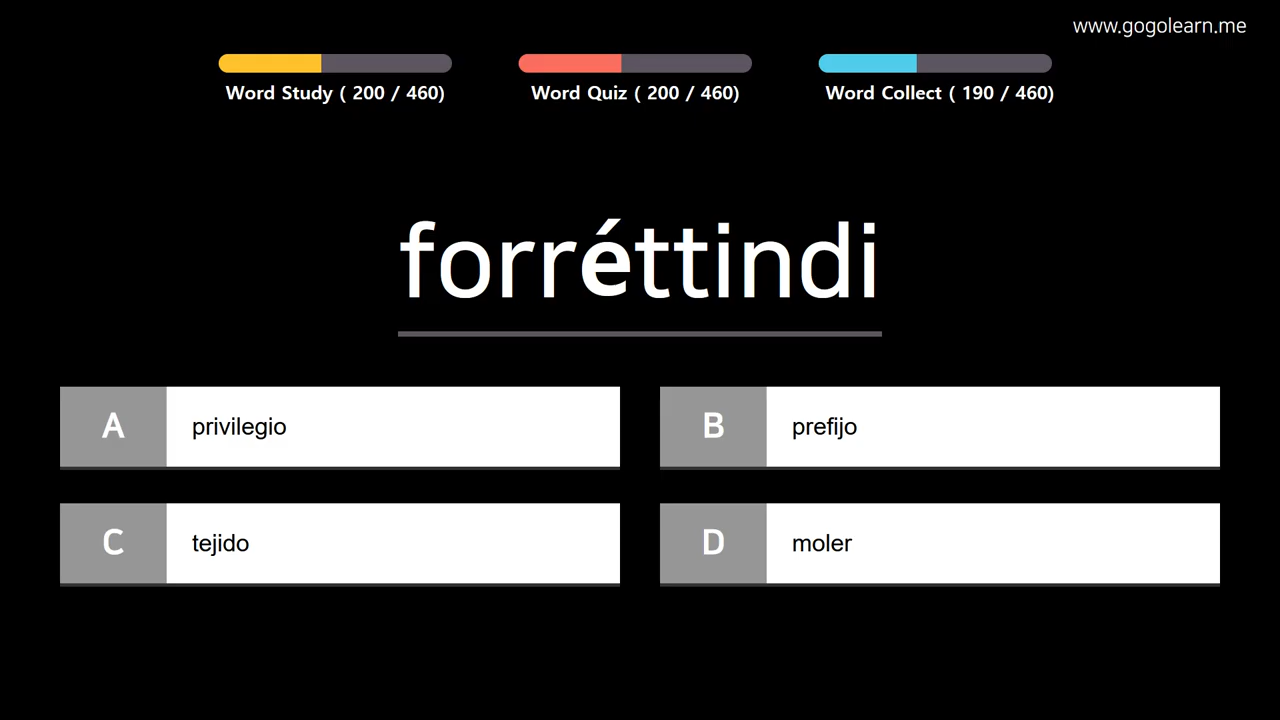 www.gogolearn.me
Word Study ( 200 / 460)
Word Quiz ( 200 / 460)
Word Collect ( 190 / 460)
forréttindi
A privilegio
B prefijo
C tejido
D moler